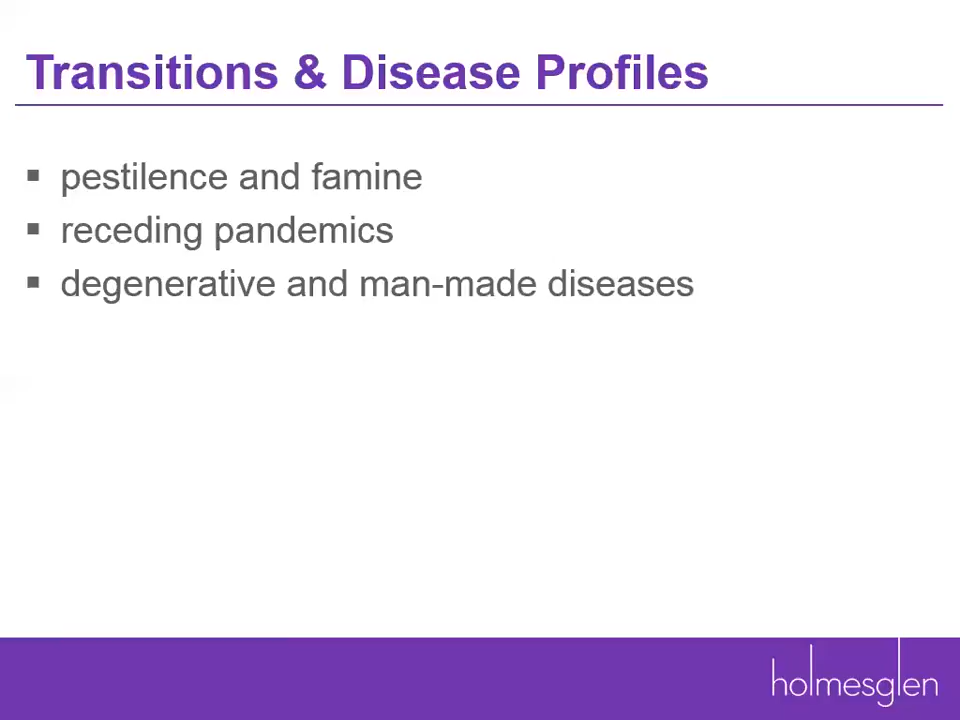 Transitions & Disease Profiles
▪ pestilence and famine
▪ receding pandemics
▪ degenerative and man-made diseases
holmesglen